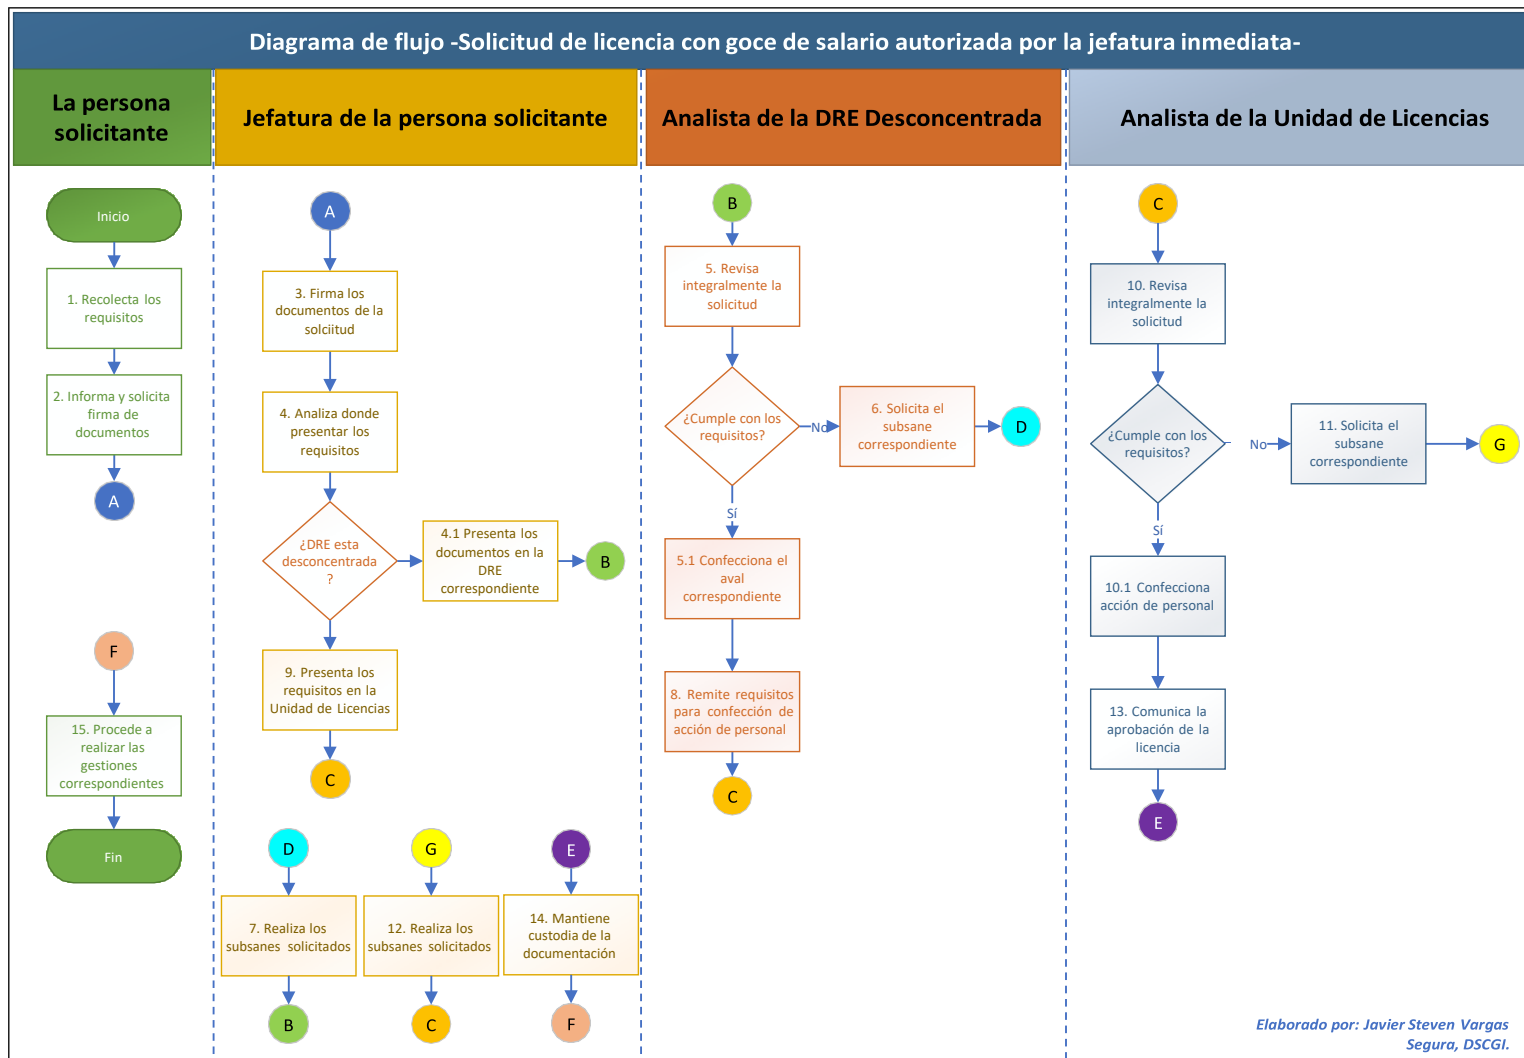 Diagrama de flujo -Solicitud de licencia con goce de salario autorizada por la jefatura inmediata-
La persona
solicitante
Jefatura de la persona solicitante
Analista de la DRE Desconcentrada
Analista de la Unidad de Licencias
Inicio
1. Recolecta los
requisitos
2. Informa y solicita
firma de
documentos
A
F
15. Procede a
realizar las
gestiones
correspondientes
Fin
A
3. Firma los
documentos de la
solciitud
4. Analiza donde
presentar los
requisitos
¿DRE esta
desconcentrada
?
4.1 Presenta los
documentos en la
DRE
correspondiente
B
9. Presenta los
requisitos en la
Unidad de Licencias
C
D
7. Realiza los
subsanes solicitados
B
G
12. Realiza los
subsanes solicitados
C
E
14. Mantiene
custodia de la
documentación
F
B
5. Revisa
integralmente la
solicitud
¿Cumple con los
requisitos?
No
6. Solicita el
subsane
correspondiente
D
Sí
5.1 Confecciona el
aval
correspondiente
8. Remite requisitos
para confección de
acción de personal
C
C
10. Revisa
integralmente la
solicitud
¿Cumple con los
requisitos?
No
11. Solicita el
subsane
correspondiente
G
Sí
10.1 Confecciona
acción de personal
13. Comunica la
aprobación de la
licencia
E
Elaborado por: Javier Steven Vargas
Segura, DSCGI.